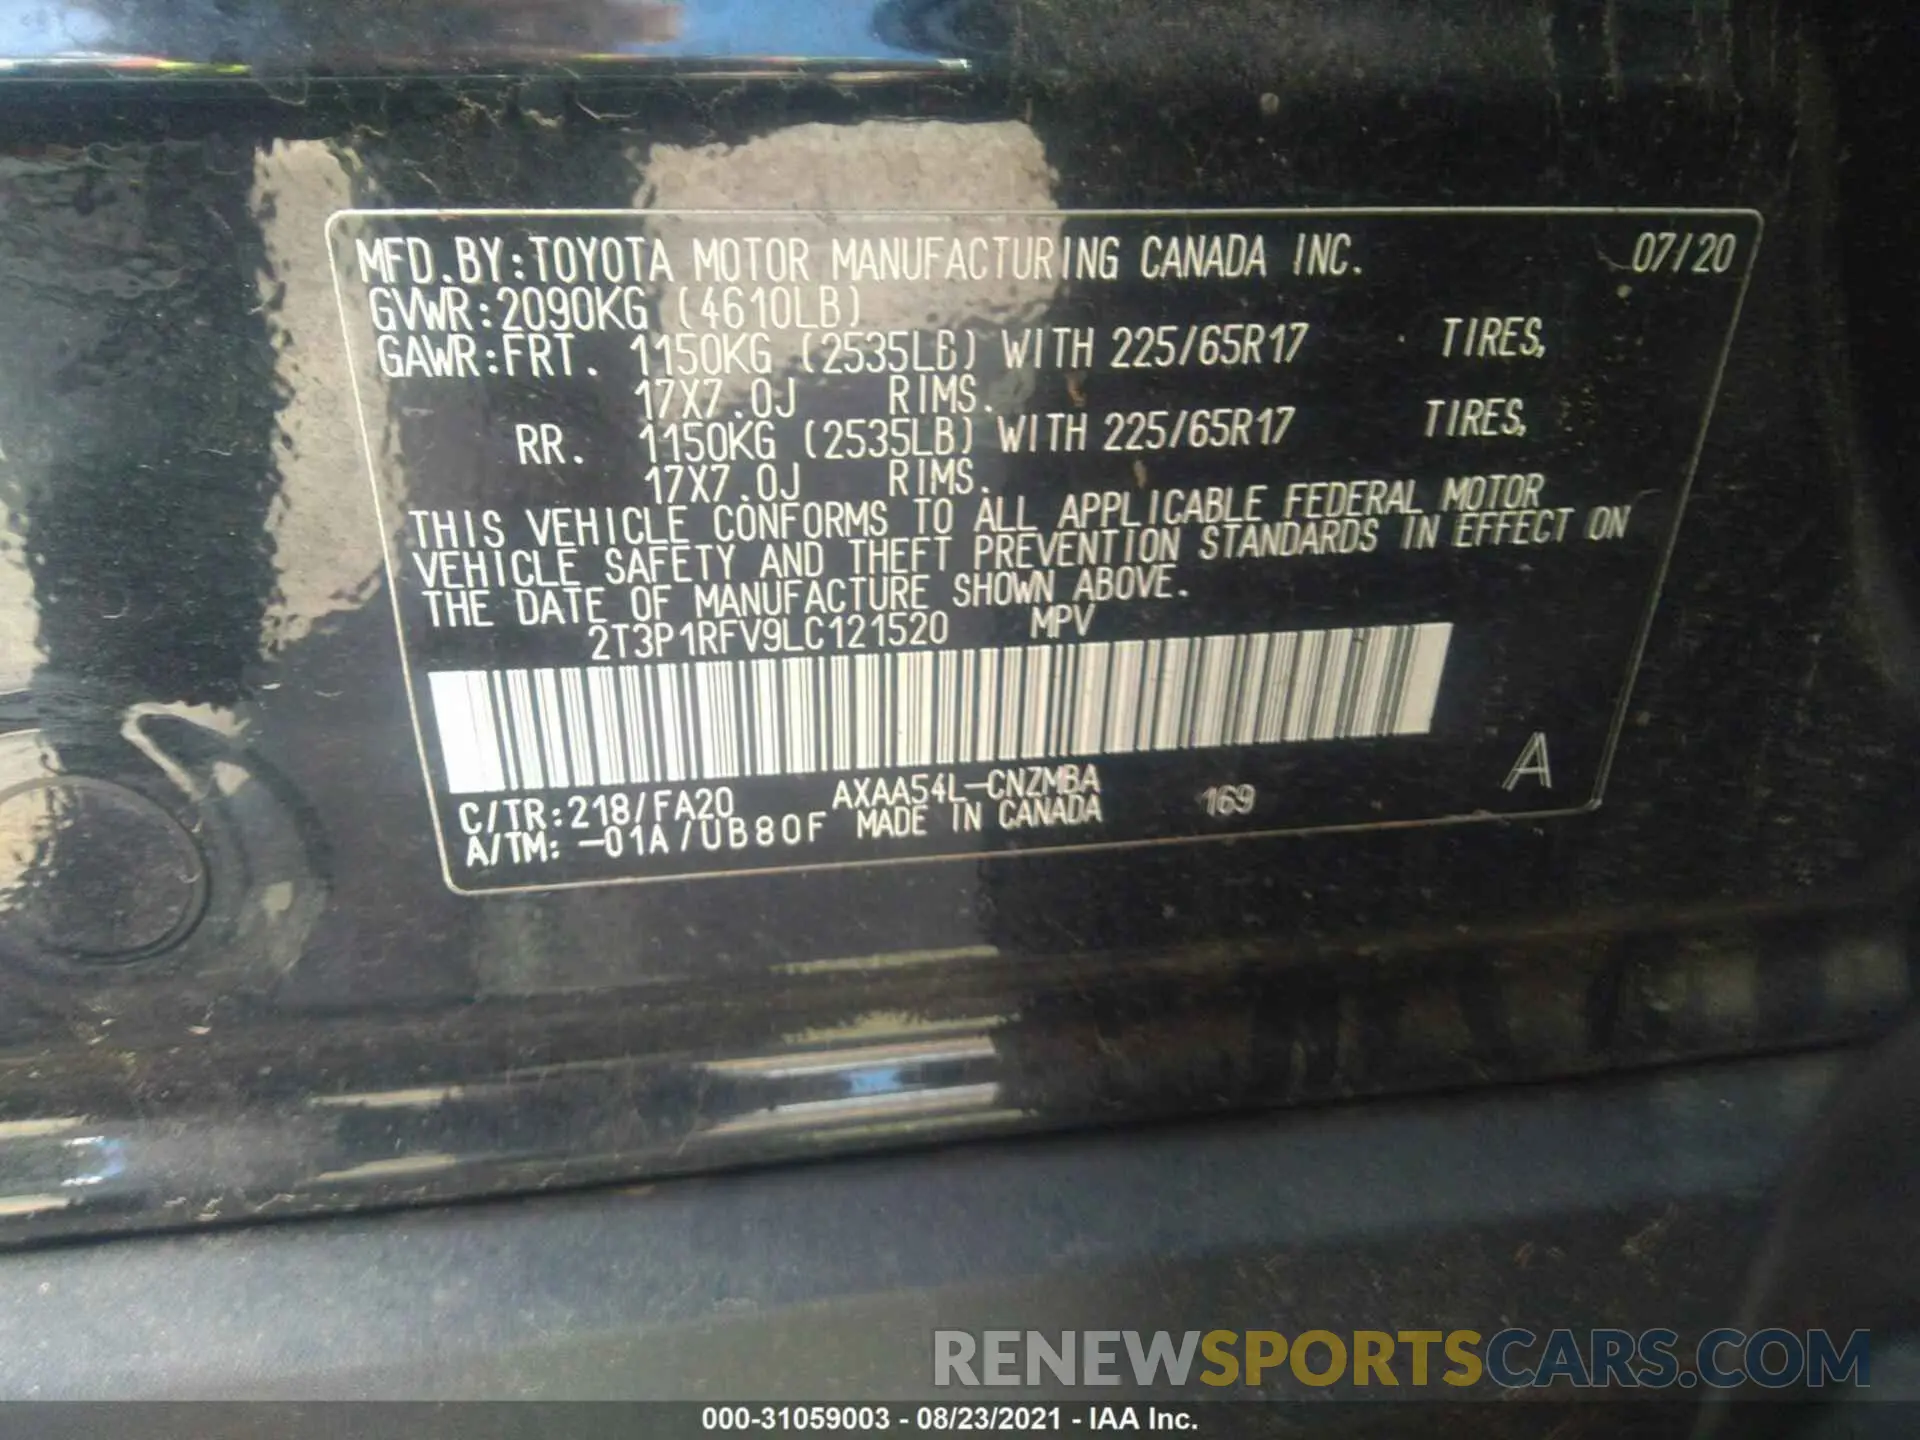 MFD.BY:TOYOTA MOTOR MANUFACTURING CANADA INC. 07/20
GVWR:2090KG (4610LB)
GAWR:FRT. 1150KG (2535LB) WITH 225/65R17 TIRES,
17X7.0J RIMS.
RR. 1150KG (2535LB) WITH 225/65R17 TIRES,
17X7.0J RIMS.
THIS VEHICLE CONFORMS TO ALL APPLICABLE FEDERAL MOTOR
VEHICLE SAFETY AND THEFT PREVENTION STANDARDS IN EFFECT ON
THE DATE OF MANUFACTURE SHOWN ABOVE.
2T3P1RFV9LC121520 MPV
C/TR:218/FA20 AXAA54L-CNZMBA 169 A
A/TM: -01A/UB80F MADE IN CANADA
RENEWSPORTSCARS.COM
000-31059003 - 08/23/2021 - IAA Inc.